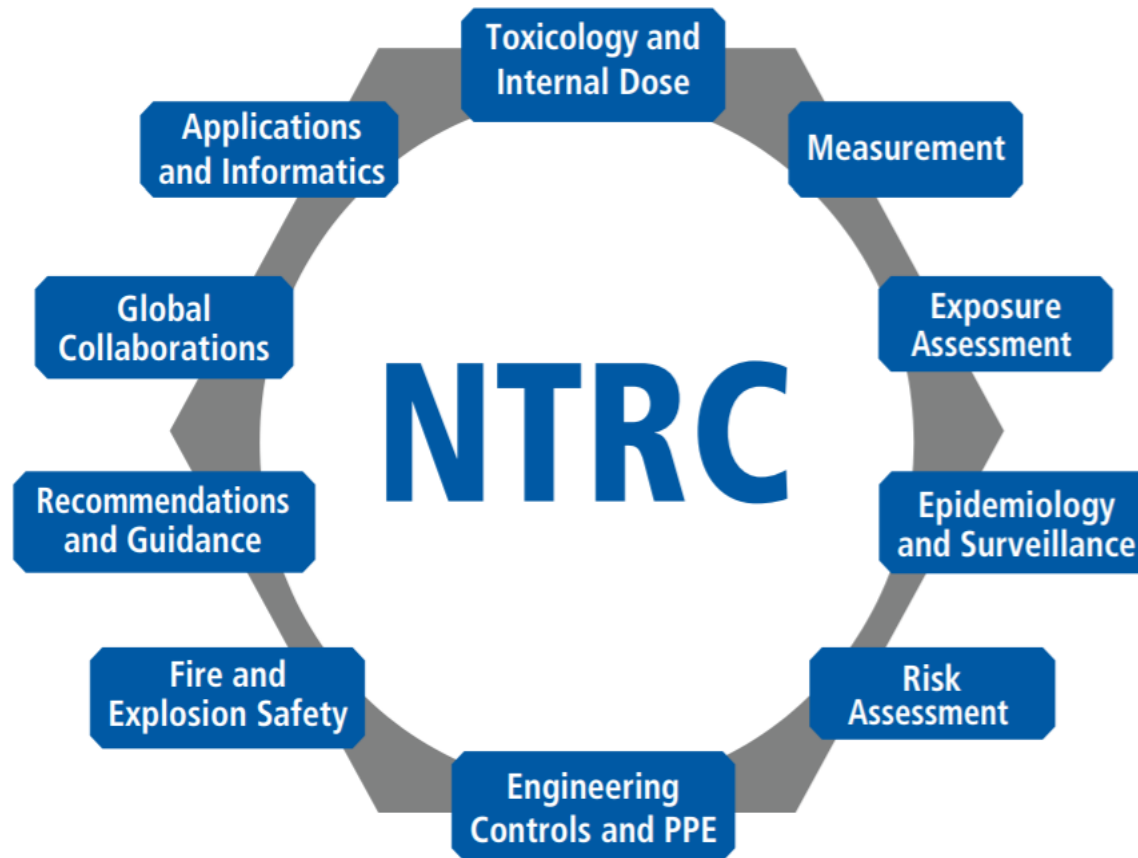 Toxicology and
Internal Dose
Measurement
Exposure
Assessment
Epidemiology
and Surveillance
Risk
Assessment
Engineering
Controls and PPE
Fire and
Explosion Safety
Recommendations
and Guidance
Global
Collaborations
Applications
and Informatics
NTRC